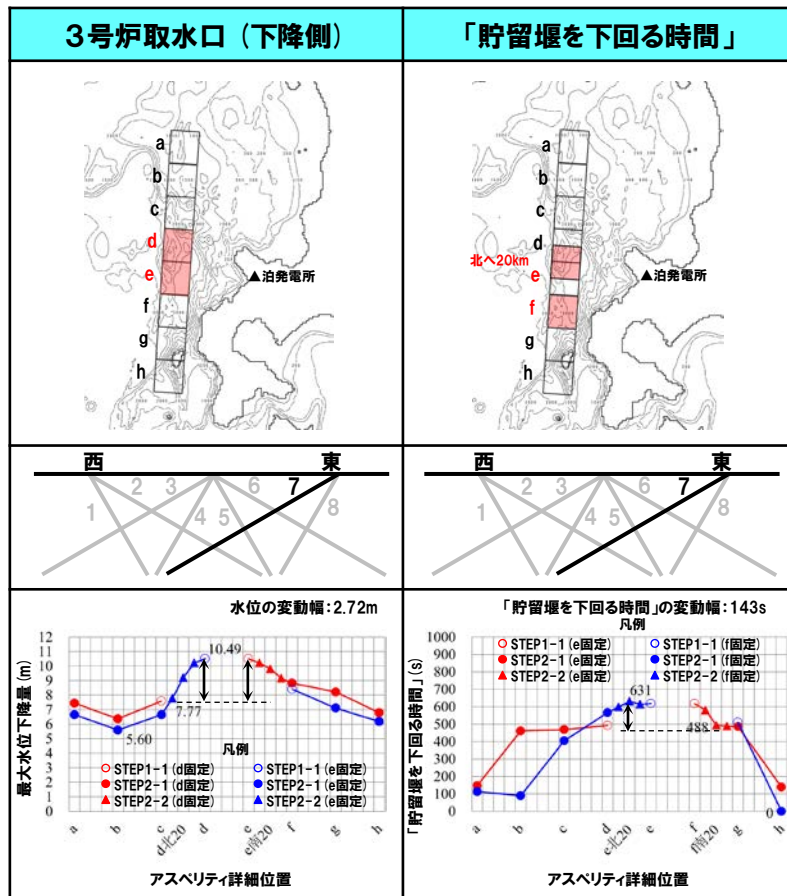 3号炉取水口（下降側）
「貯留堰を下回る時間」
a
b
c
d
e
f
g
h
▲泊発電所
a
b
c
d
北へ20km
e
f
g
h
▲泊発電所
西
東
1
2
3
4
5
6
7
8
西
東
1
2
3
4
5
6
7
8
水位の変動幅：2.72m
最大水位下降量(m)
12
11
10
9
8
7
6
5
4
3
2
1
0
10.49
7.77
5.60
凡例
STEP1-1(d固定)
STEP2-1(d固定)
STEP2-2(d固定)
STEP1-1(e固定)
STEP2-1(e固定)
STEP2-2(e固定)
a
b
c
d北20
d
e
e南20
f
g
h
アスペリティ詳細位置
「貯留堰を下回る時間」の変動幅：143s
凡例
「貯留堰を下回る時間」(s)
1000
900
800
700
600
500
400
300
200
100
0
STEP1-1(e固定)
STEP2-1(e固定)
STEP2-2(e固定)
STEP1-1(f固定)
STEP2-1(f固定)
STEP2-2(f固定)
631
488
0
a
b
c
d
e北20
e
f
f南20
g
h
アスペリティ詳細位置